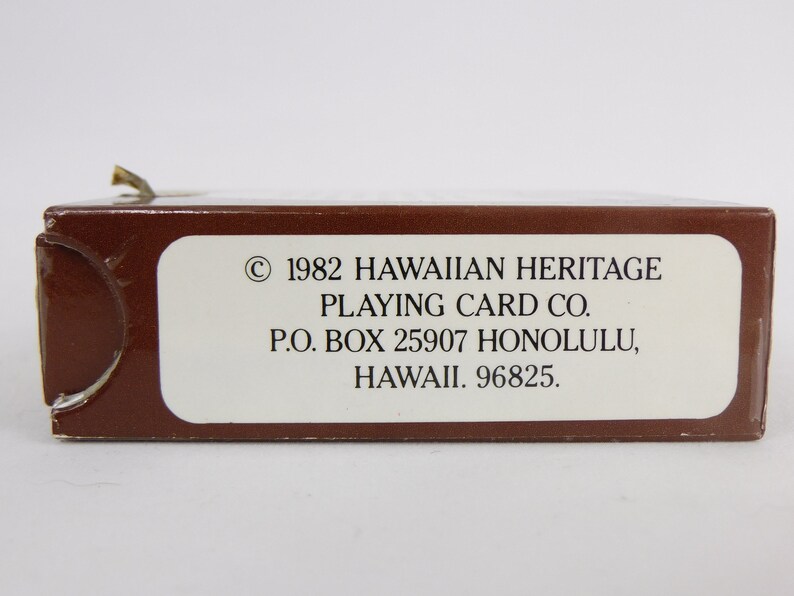 © 1982 HAWAIIAN HERITAGE
PLAYING CARD CO.
P.O. BOX 25907 HONOLULU,
HAWAII. 96825.